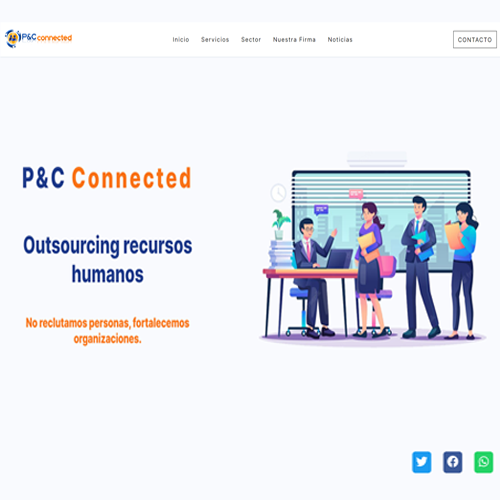 P&C connected
Inicio Servicios Sector Nuestra Firma Noticias
CONTACTO
P&C Connected
Outsourcing recursos
humanos
No reclutamos personas, fortalecemos
organizaciones.